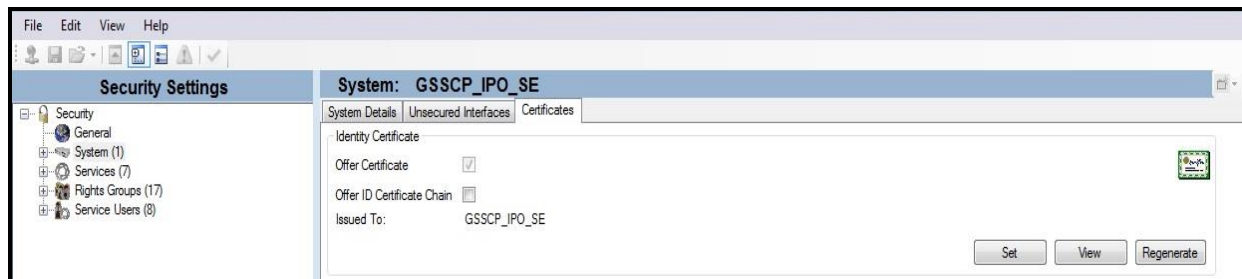 File Edit View Help
Security Settings
System: GSSCP_IPO_SE
Security
General
System (1)
Services (7)
Rights Groups (17)
Service Users (8)
System Details Unsecured Interfaces Certificates
Identity Certificate
Offer Certificate
Offer ID Certificate Chain
Issued To: GSSCP_IPO_SE
Set View Regenerate